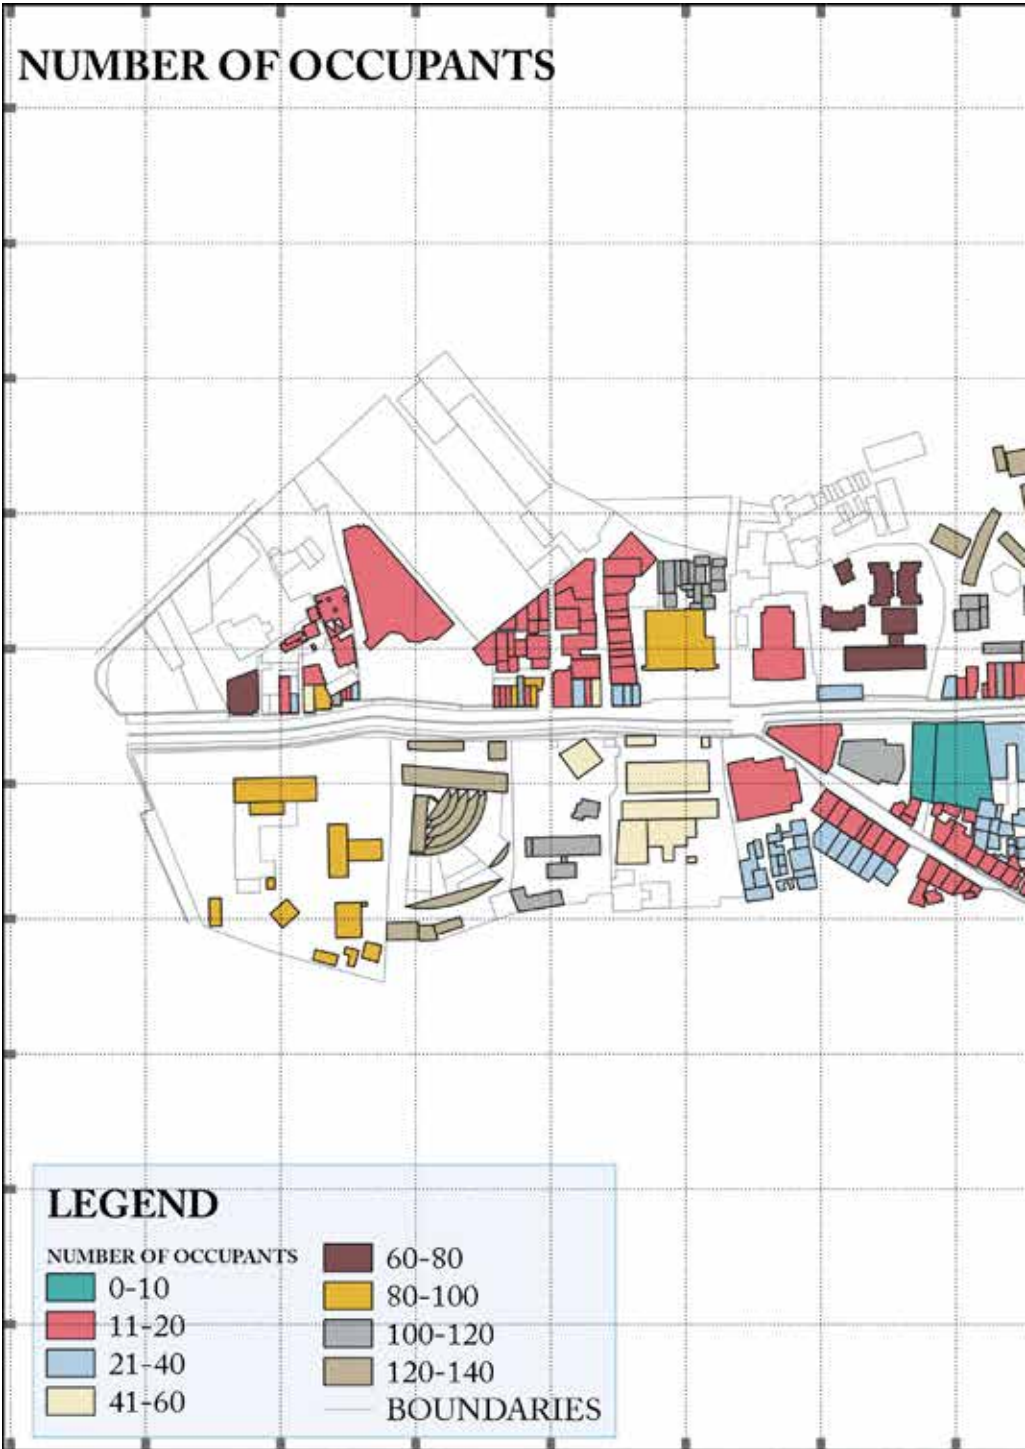 NUMBER OF OCCUPANTS
LEGEND
NUMBER OF OCCUPANTS
0-10
11-20
21-40
41-60
60-80
80-100
100-120
120-140
BOUNDARIES